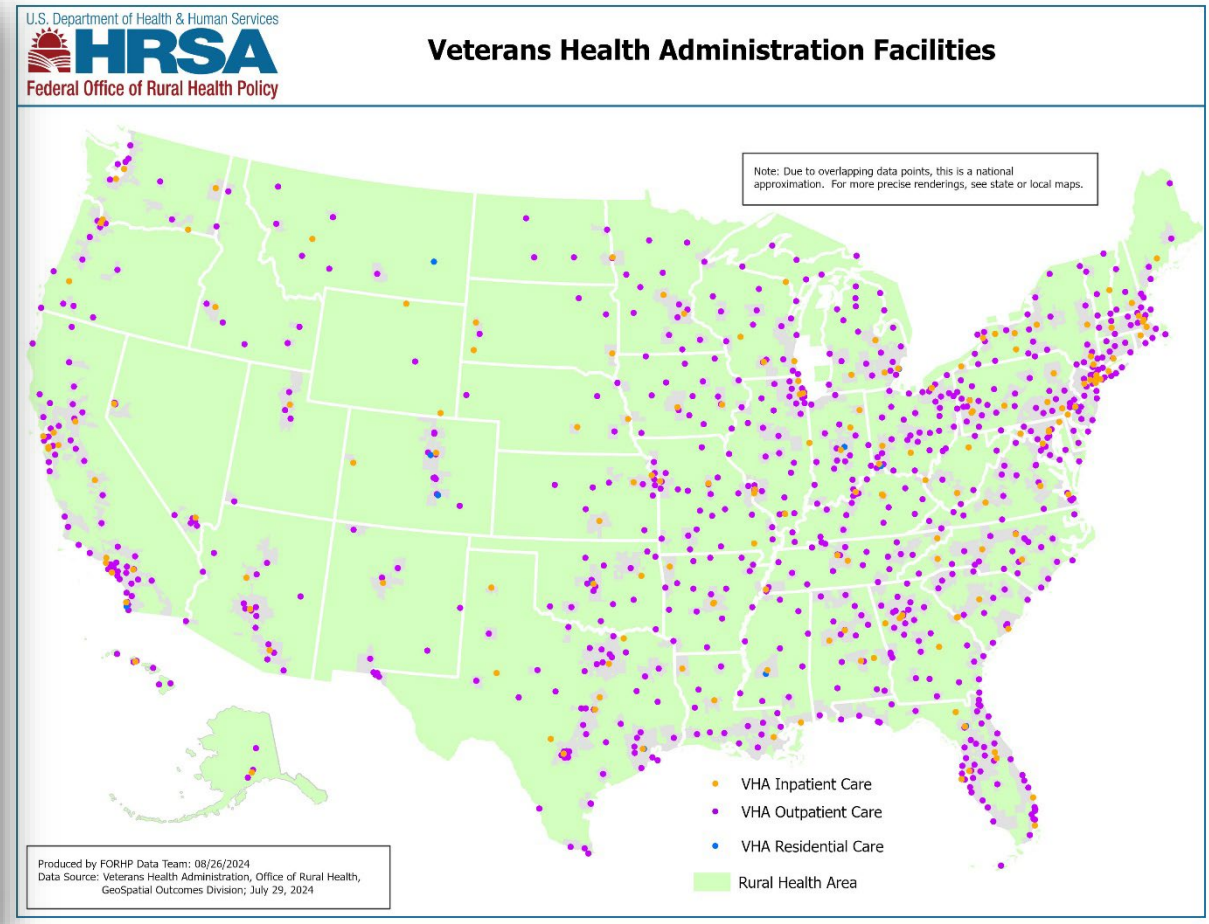 U.S. Department of Health & Human Services
HRSA
Federal Office of Rural Health Policy
Veterans Health Administration Facilities
Note: Due to overlapping data points, this is a national
approximation. For more precise renderings, see state or local maps.
VHA Inpatient Care
VHA Outpatient Care
VHA Residential Care
Rural Health Area
Produced by FORHP Data Team: 08/26/2024
Data Source: Veterans Health Administration, Office of Rural Health,
GeoSpatial Outcomes Division; July 29, 2024